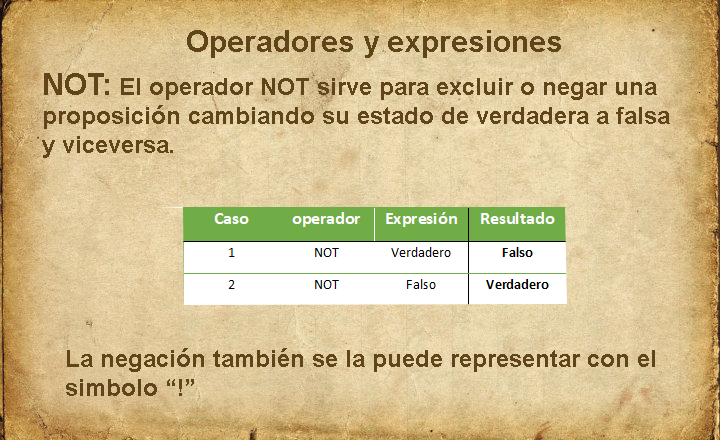 Operadores y expresiones
NOT: El operador NOT sirve para excluir o negar una
proposición cambiando su estado de verdadera a falsa
y viceversa.
Caso operador Expresión Resultado
1 NOT Verdadero Falso
2 NOT Falso Verdadero
La negación también se la puede representar con el
simbolo “!”